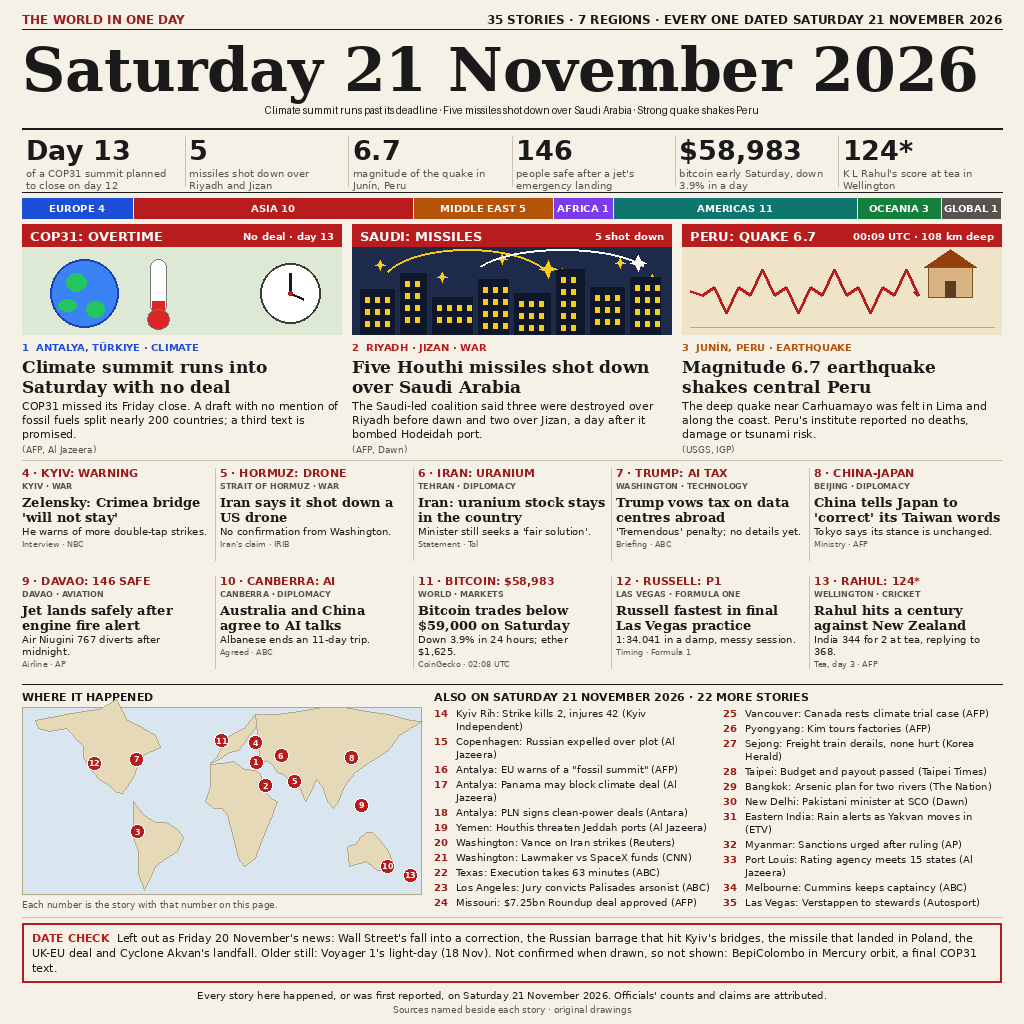 THE WORLD IN ONE DAY
35 STORIES · 7 REGIONS · EVERY ONE DATED SATURDAY 21 NOVEMBER 2026
Saturday 21 November 2026
Climate summit runs past its deadline · Five missiles shot down over Saudi Arabia · Strong quake shakes Peru
Day 13
of a COP31 summit planned
to close on day 12
5
missiles shot down over
Riyadh and Jizan
6.7
magnitude of the quake in
Junín, Peru
146
people safe after a jet's
emergency landing
$58,983
bitcoin early Saturday, down
3.9% in a day
124*
K L Rahul's score at tea in
Wellington
EUROPE 4
ASIA 10
MIDDLE EAST 5
AFRICA 1
AMERICAS 11
OCEANIA 3
GLOBAL 1
COP31: OVERTIME
No deal · day 13
1 ANTALYA, TÜRKIYE · CLIMATE
Climate summit runs into
Saturday with no deal
COP31 missed its Friday close. A draft with no mention of
fossil fuels split nearly 200 countries; a third text is
promised.
(AFP, Al Jazeera)
SAUDI: MISSILES
5 shot down
2 RIYADH · JIZAN · WAR
Five Houthi missiles shot down
over Saudi Arabia
The Saudi-led coalition said three were destroyed over
Riyadh before dawn and two over Jizan, a day after it
bombed Hodeidah port.
(AFP, Dawn)
PERU: QUAKE 6.7
00:09 UTC · 108 km deep
3 JUNÍN, PERU · EARTHQUAKE
Magnitude 6.7 earthquake
shakes central Peru
The deep quake near Carhuamayo was felt in Lima and
along the coast. Peru's institute reported no deaths,
damage or tsunami risk.
(USGS, IGP)
4 · KYIV: WARNING
KYIV · WAR
Zelensky: Crimea bridge
'will not stay'
He warns of more double-tap strikes.
Interview · NBC
5 · HORMUZ: DRONE
STRAIT OF HORMUZ · WAR
Iran says it shot down a
US drone
No confirmation from Washington.
Iran's claim · IRIB
6 · IRAN: URANIUM
TEHRAN · DIPLOMACY
Iran: uranium stock stays
in the country
Minister still seeks a 'fair solution'.
Statement · ToI
7 · TRUMP: AI TAX
WASHINGTON · TECHNOLOGY
Trump vows tax on data
centres abroad
'Tremendous' penalty; no details yet.
Briefing · ABC
8 · CHINA-JAPAN
BEIJING · DIPLOMACY
China tells Japan to
'correct' its Taiwan words
Tokyo says its stance is unchanged.
Ministry · AFP
9 · DAVAO: 146 SAFE
DAVAO · AVIATION
Jet lands safely after
engine fire alert
Air Niugini 767 diverts after
midnight.
Airline · AP
10 · CANBERRA: AI
CANBERRA · DIPLOMACY
Australia and China
agree to AI talks
Albanese ends an 11-day trip.
Agreed · ABC
11 · BITCOIN: $58,983
WORLD · MARKETS
Bitcoin trades below
$59,000 on Saturday
Down 3.9% in 24 hours; ether
$1,625.
CoinGecko · 02:08 UTC
12 · RUSSELL: P1
LAS VEGAS · FORMULA ONE
Russell fastest in final
Las Vegas practice
1:34.041 in a damp, messy session.
Timing · Formula 1
13 · RAHUL: 124*
WELLINGTON · CRICKET
Rahul hits a century
against New Zealand
India 344 for 2 at tea, replying to
368.
Tea, day 3 · AFP
WHERE IT HAPPENED
11
4
12
7
1
6
8
2
5
9
3
10
13
Each number is the story with that number on this page.
ALSO ON SATURDAY 21 NOVEMBER 2026 · 22 MORE STORIES
14 Kyiv Rih: Strike kills 2, injures 42 (Kyiv
Independent)
15 Copenhagen: Russian expelled over plot (Al
Jazeera)
16 Antalya: EU warns of a "fossil summit" (AFP)
17 Antalya: Panama may block climate deal (Al
Jazeera)
18 Antalya: PLN signs clean-power deals (Antara)
19 Yemen: Houthis threaten Jeddah ports (Al Jazeera)
20 Washington: Vance on Iran strikes (Reuters)
21 Washington: Lawmaker vs SpaceX funds (CNN)
22 Texas: Execution takes 63 minutes (ABC)
23 Los Angeles: Jury convicts Palisades arsonist (ABC)
24 Missouri: $7.25bn Roundup deal approved (AFP)
25 Vancouver: Canada rests climate trial case (AFP)
26 Pyongyang: Kim tours factories (AFP)
27 Sejong: Freight train derails, none hurt (Korea
Herald)
28 Taipei: Budget and payout passed (Taipei Times)
29 Bangkok: Arsenic plan for two rivers (The Nation)
30 New Delhi: Pakistani minister at SCO (Dawn)
31 Eastern India: Rain alerts as Yakvan moves in
(ETV)
32 Myanmar: Sanctions urged after ruling (AP)
33 Port Louis: Rating agency meets 15 states (Al
Jazeera)
34 Melbourne: Cummins keeps captaincy (ABC)
35 Las Vegas: Verstappen to stewards (Autosport)
DATE CHECK Left out as Friday 20 November's news: Wall Street's fall into a correction, the Russian barrage that hit Kyiv's bridges, the missile that landed in Poland, the
UK-EU deal and Cyclone Akvan's landfall. Older still: Voyager 1's light-day (18 Nov). Not confirmed when drawn, so not shown: BepiColombo in Mercury orbit, a final COP31
text.
Every story here happened, or was first reported, on Saturday 21 November 2026. Officials' counts and claims are attributed.
Sources named beside each story · original drawings